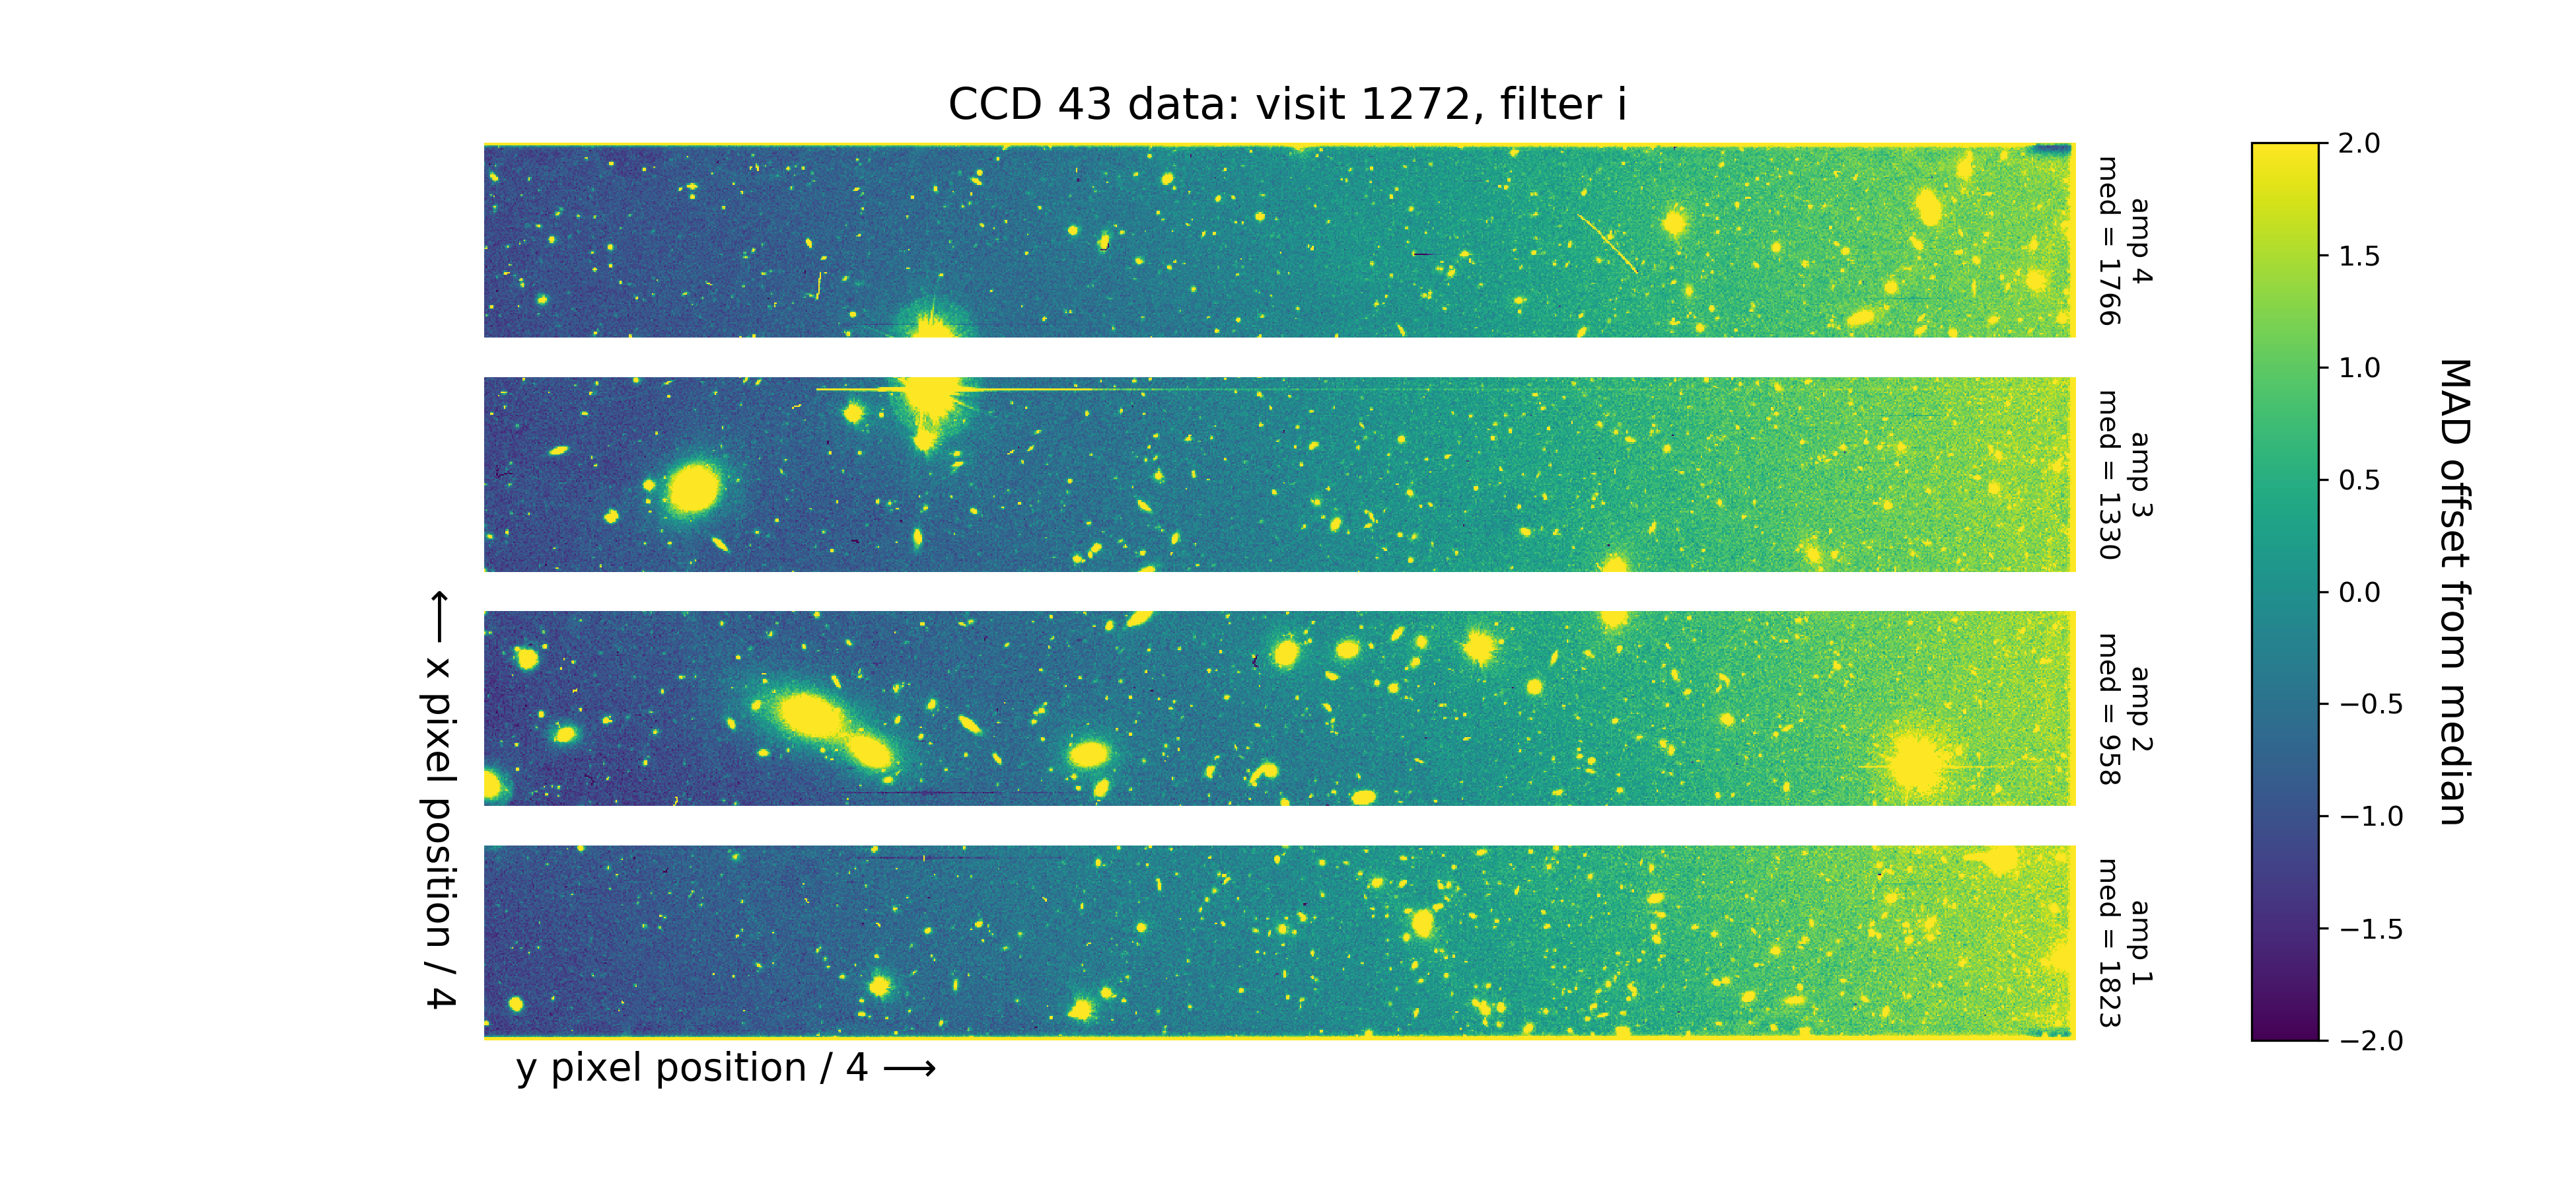 CCD 43 data: visit 1272, filter i
amp 4
med = 1766
amp 3
med = 1330
amp 2
med = 958
amp 1
med = 1823
x pixel position / 4 ⟶
y pixel position / 4 ⟶
2.0
1.5
1.0
0.5
0.0
−0.5
−1.0
−1.5
−2.0
MAD offset from median